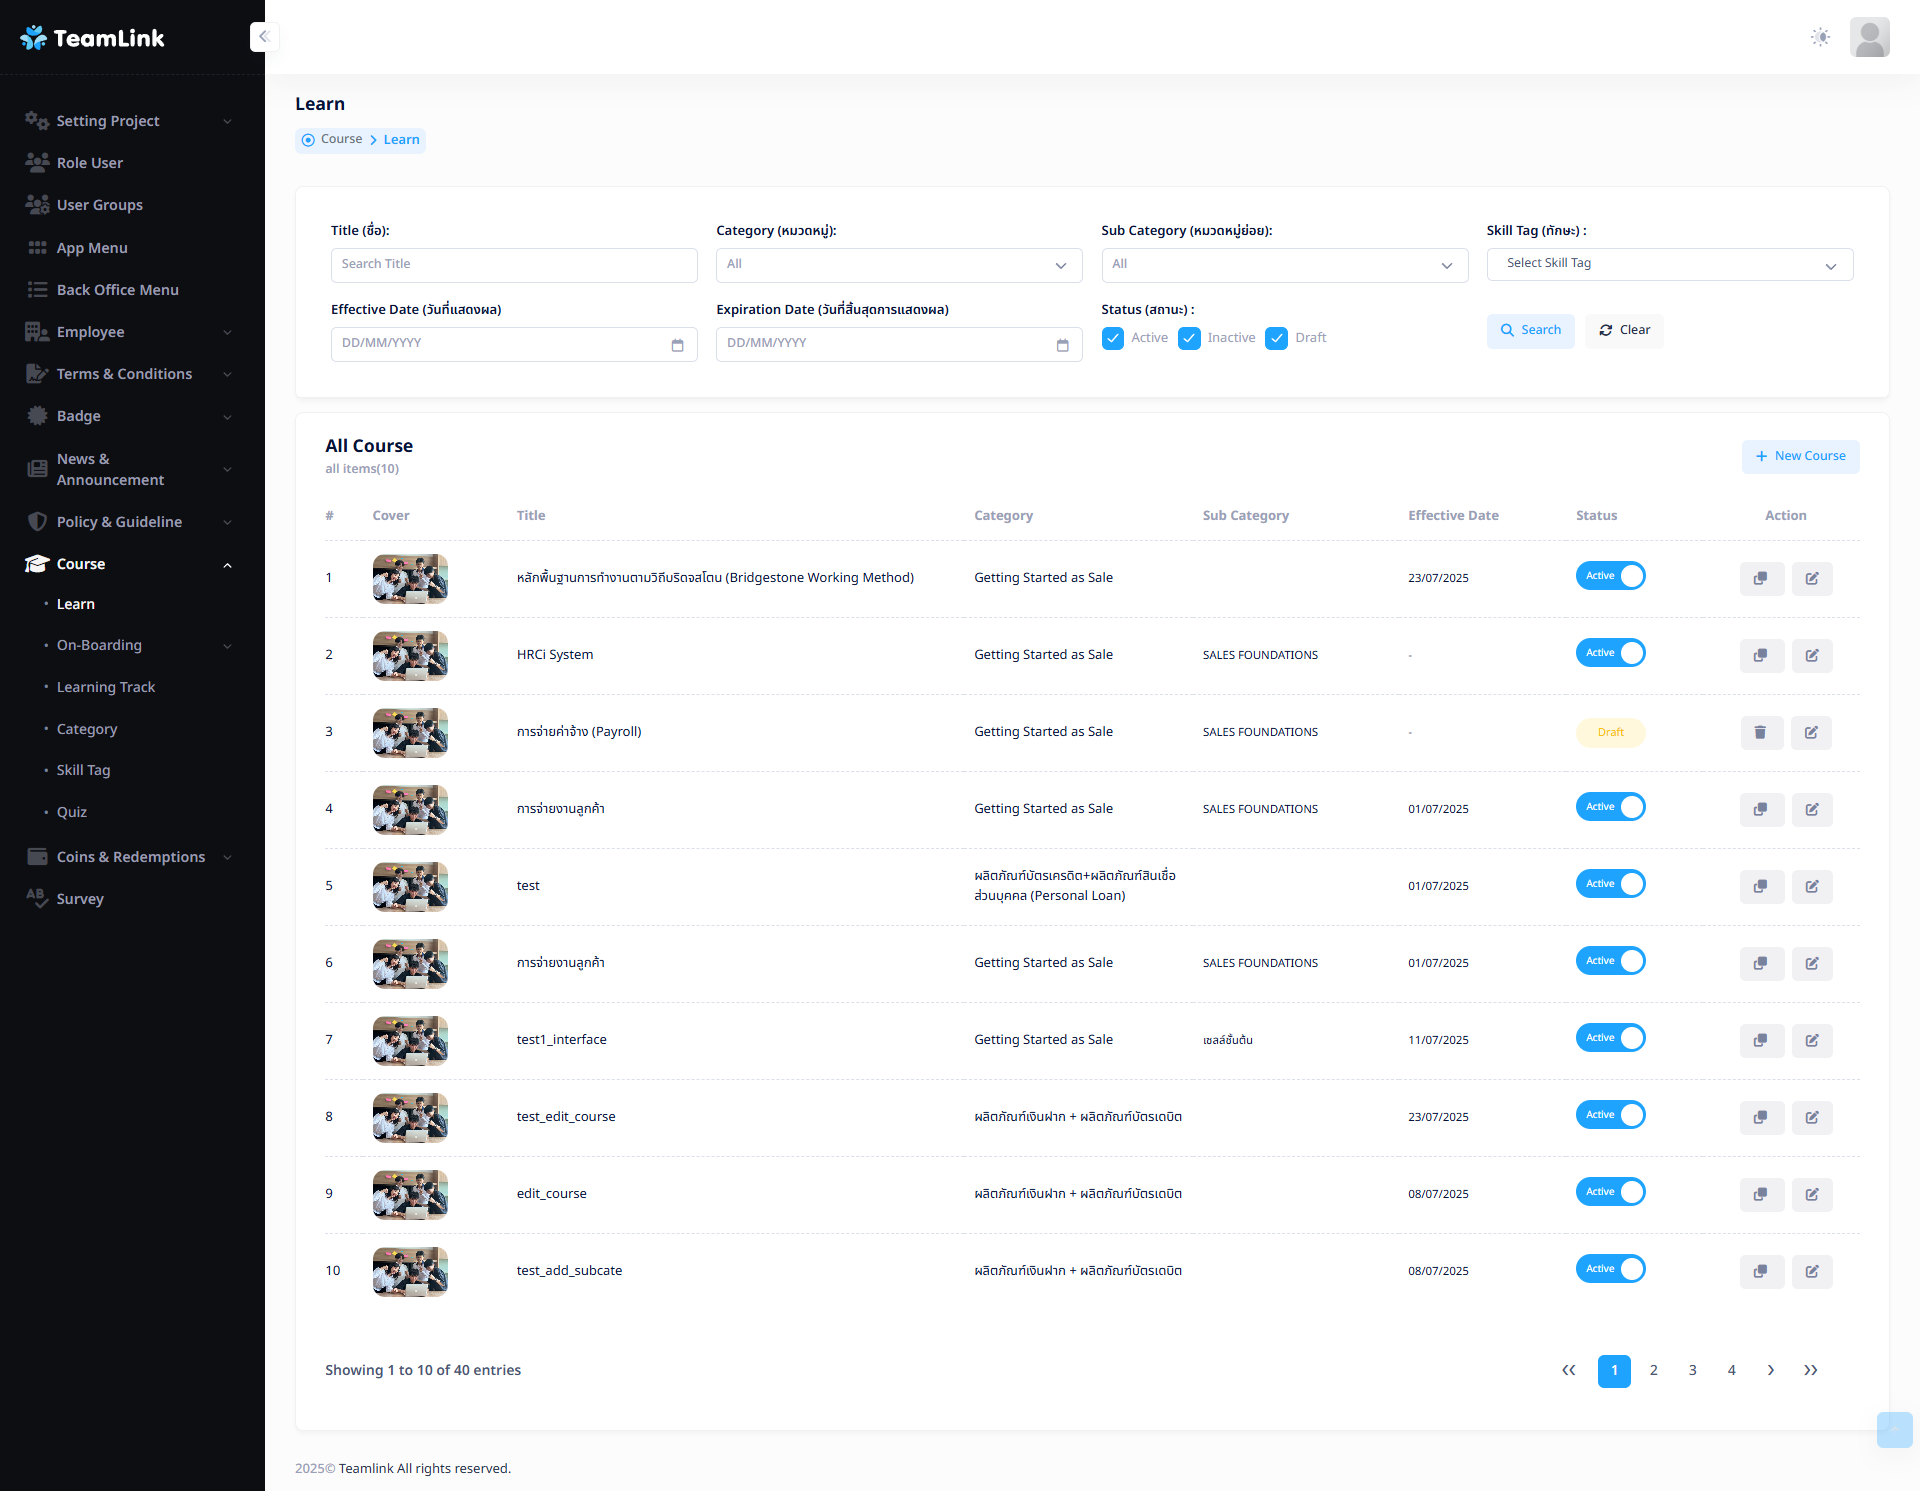 TeamLink
Setting Project
Role User
User Groups
App Menu
Back Office Menu
Employee
Terms & Conditions
Badge
News &
Announcement
Policy & Guideline
Course
Learn
On-Boarding
Learning Track
Category
Skill Tag
Quiz
Coins & Redemptions
Survey
Learn
Course Learn
Title (ชื่อ): Category (หมวดหมู่): Sub Category (หมวดหมู่ย่อย): Skill Tag (ทักษะ) :
Search Title All All Select Skill Tag
Effective Date (วันที่แสดงผล) Expiration Date (วันที่สิ้นสุดการแสดงผล) Status (สถานะ) :
DD/MM/YYYY DD/MM/YYYY Active Inactive Draft Search Clear
All Course
all items(10)
New Course
# Cover Title Category Sub Category Effective Date Status Action
1 หลักพื้นฐานการทำงานตามวิถีบริดจสโตน (Bridgestone Working Method) Getting Started as Sale 23/07/2025 Active
2 HRCi System Getting Started as Sale SALES FOUNDATIONS - Active
3 การจ่ายค่าจ้าง (Payroll) Getting Started as Sale SALES FOUNDATIONS - Draft
4 การจ่ายงานลูกค้า Getting Started as Sale SALES FOUNDATIONS 01/07/2025 Active
5 test ผลิตภัณฑ์บัตรเครดิต+ผลิตภัณฑ์สินเชื่อ
ส่วนบุคคล (Personal Loan) 01/07/2025 Active
6 การจ่ายงานลูกค้า Getting Started as Sale SALES FOUNDATIONS 01/07/2025 Active
7 test1_interface Getting Started as Sale เซลล์ชั้นต้น 11/07/2025 Active
8 test_edit_course ผลิตภัณฑ์เงินฝาก + ผลิตภัณฑ์บัตรเดบิต 23/07/2025 Active
9 edit_course ผลิตภัณฑ์เงินฝาก + ผลิตภัณฑ์บัตรเดบิต 08/07/2025 Active
10 test_add_subcate ผลิตภัณฑ์เงินฝาก + ผลิตภัณฑ์บัตรเดบิต 08/07/2025 Active
Showing 1 to 10 of 40 entries
1 2 3 4
2025© Teamlink All rights reserved.